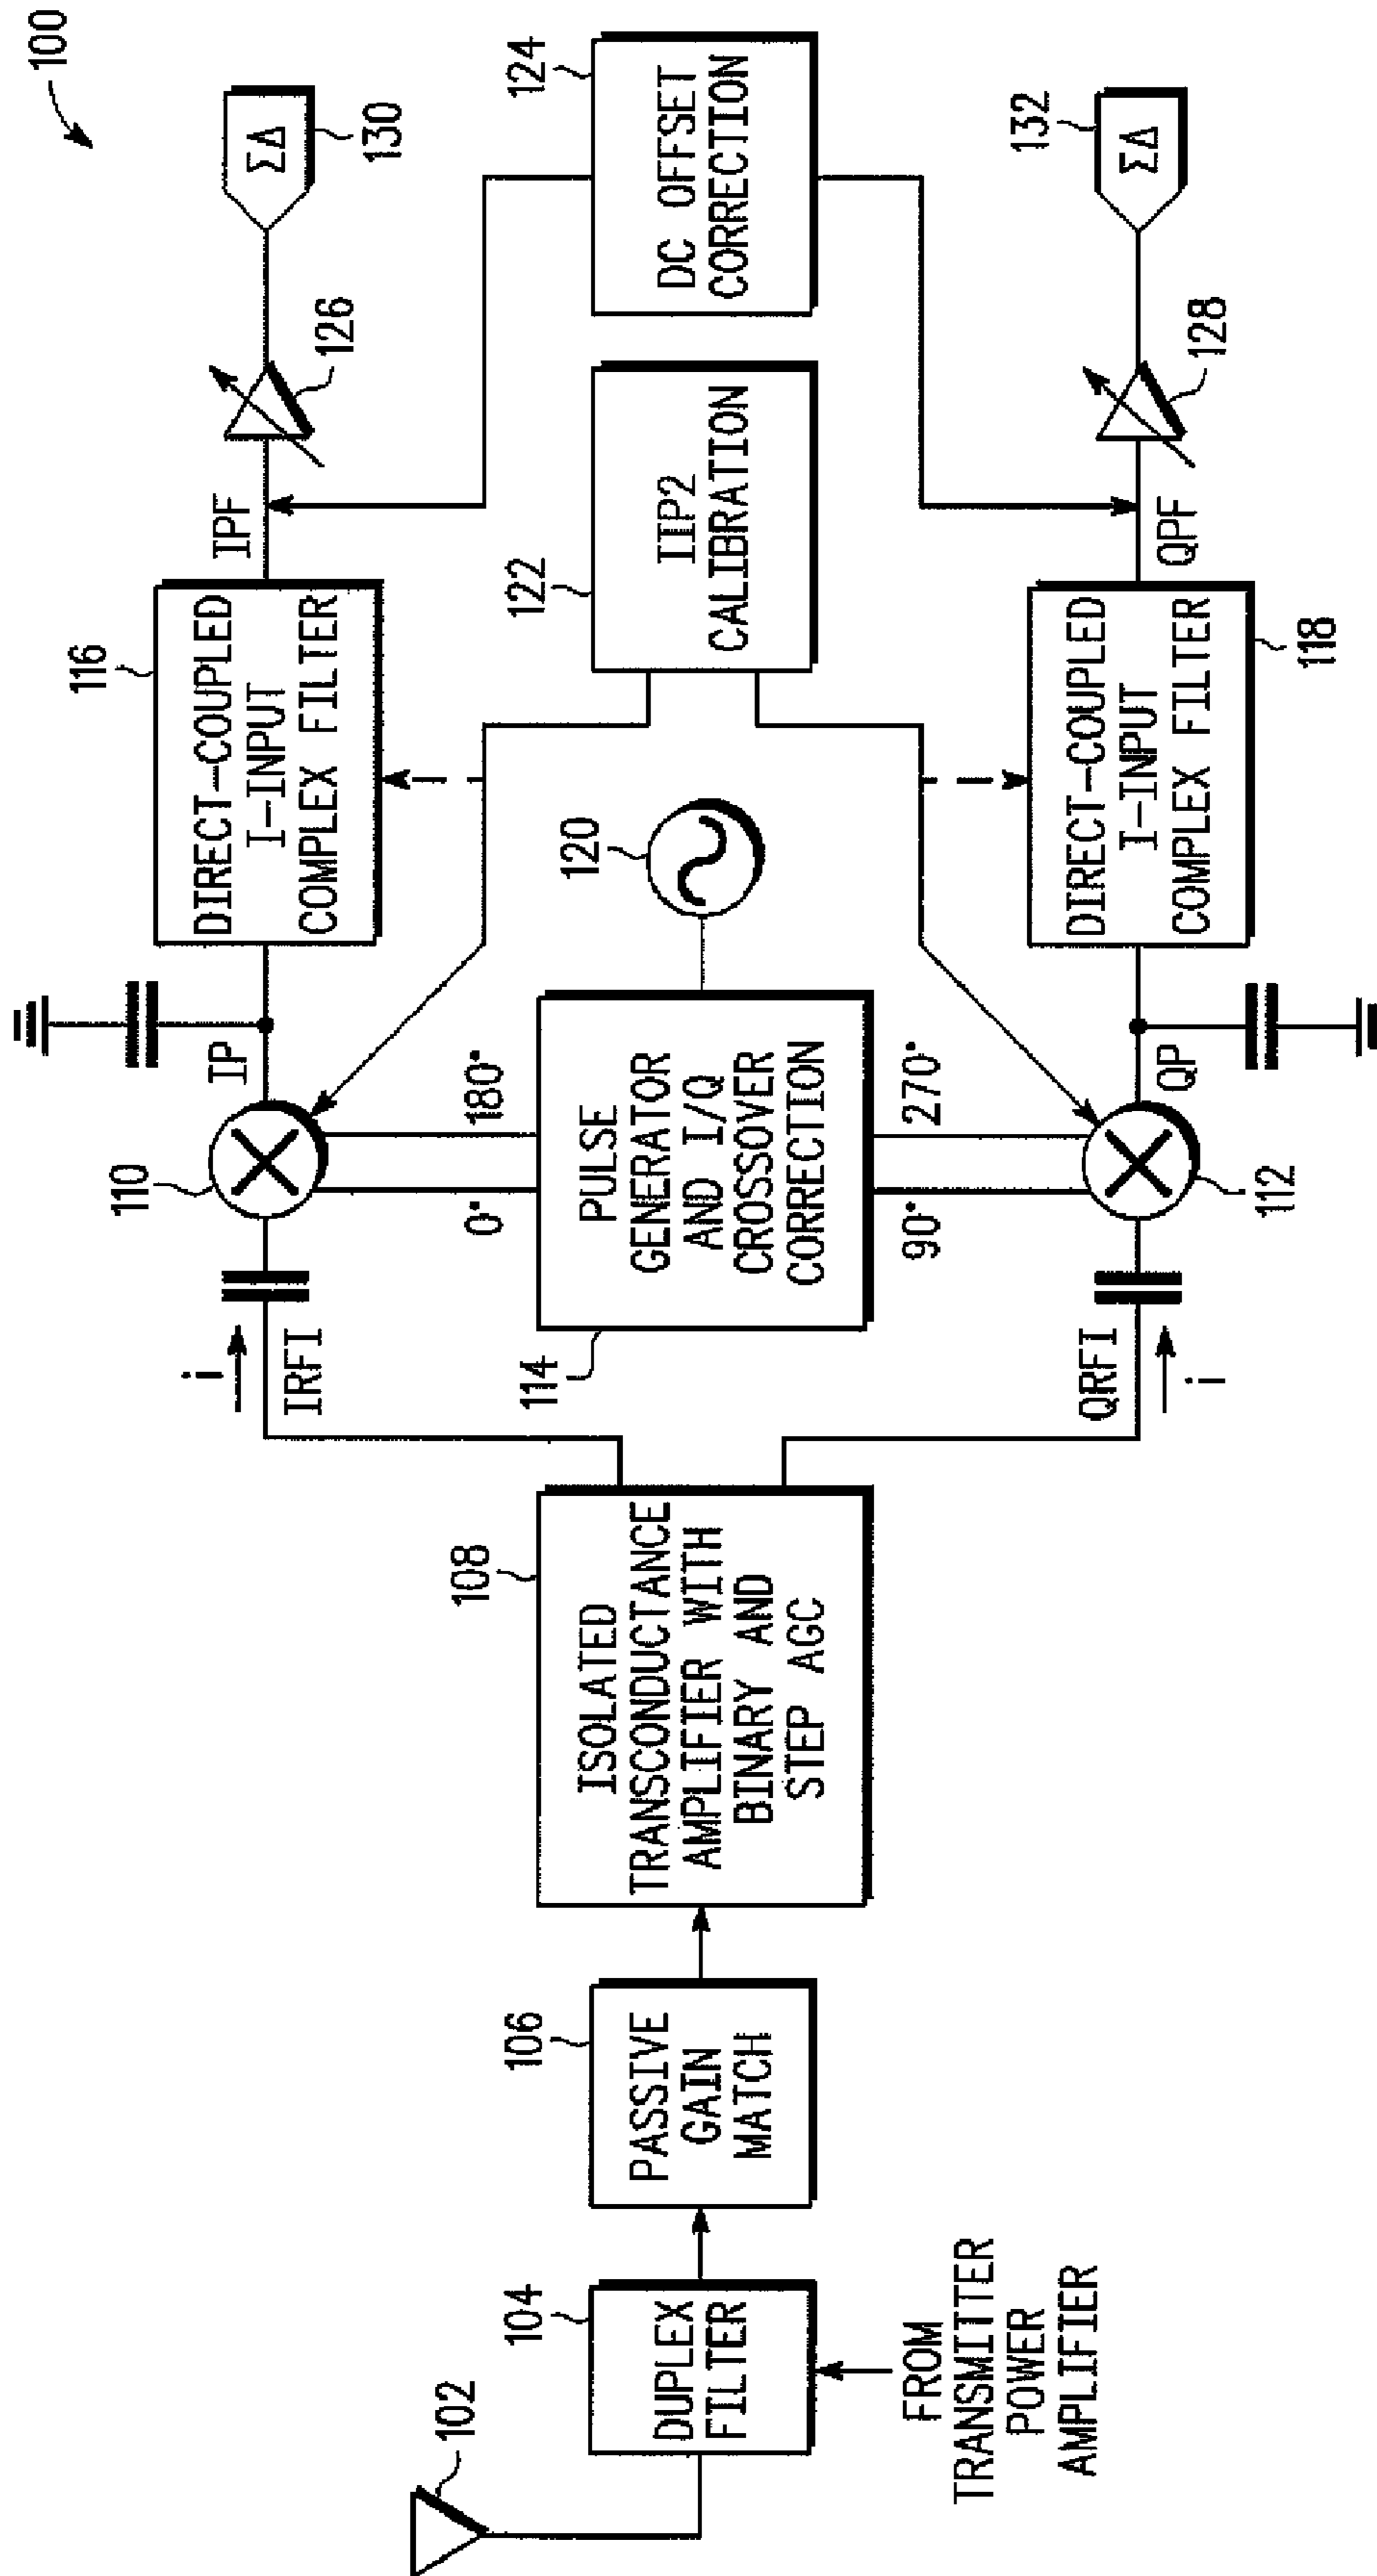 100
102
104
DUPLEX
FILTER
FROM
TRANSMITTER
POWER
AMPLIFIER
106
PASSIVE
GAIN
MATCH
108
ISOLATED
TRANSCONDUCTANCE
AMPLIFIER WITH
BINARY AND
STEP AGC
i
IRFI
QRFI
i
110
112
114
PULSE
GENERATOR
AND I/Q
CROSSOVER
CORRECTION
0°
180°
90°
270°
IP
QP
120
116
DIRECT-COUPLED
I-INPUT
COMPLEX FILTER
118
DIRECT-COUPLED
I-INPUT
COMPLEX FILTER
122
IIP2
CALIBRATION
IPF
QPF
124
DC OFFSET
CORRECTION
126
128
ΣΔ
130
ΣΔ
132